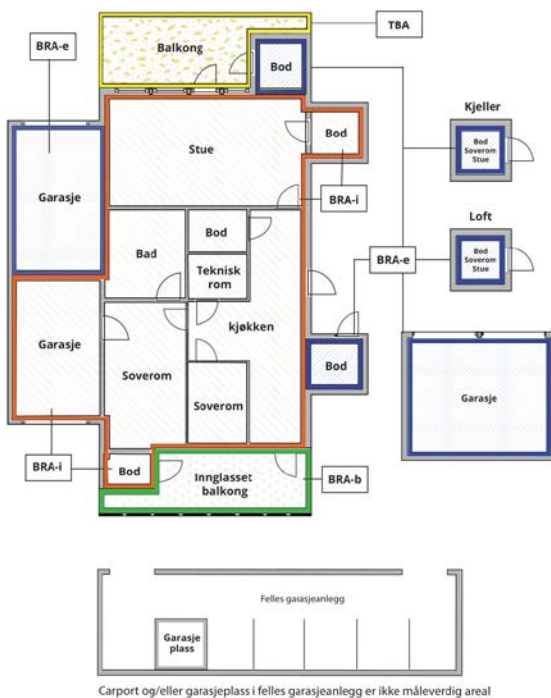 TBA
BRA-e
Balkong
Bod
Kjeller
Bod
Soverom
Stue
Stue
Bod
Garasje
BRA-i
Bod
Loft
Bad
Teknisk
rom
BRA-e
Bod
Soverom
Stue
Garasje
kjøkken
Soverom
Bod
Garasje
Soverom
BRA-i
Bod
Innglasset
balkong
BRA-b
Felles garasjeanlegg
Garasje
plass
Carport og/eller garasjeplass i felles garasjeanlegg er ikke måleverdig areal